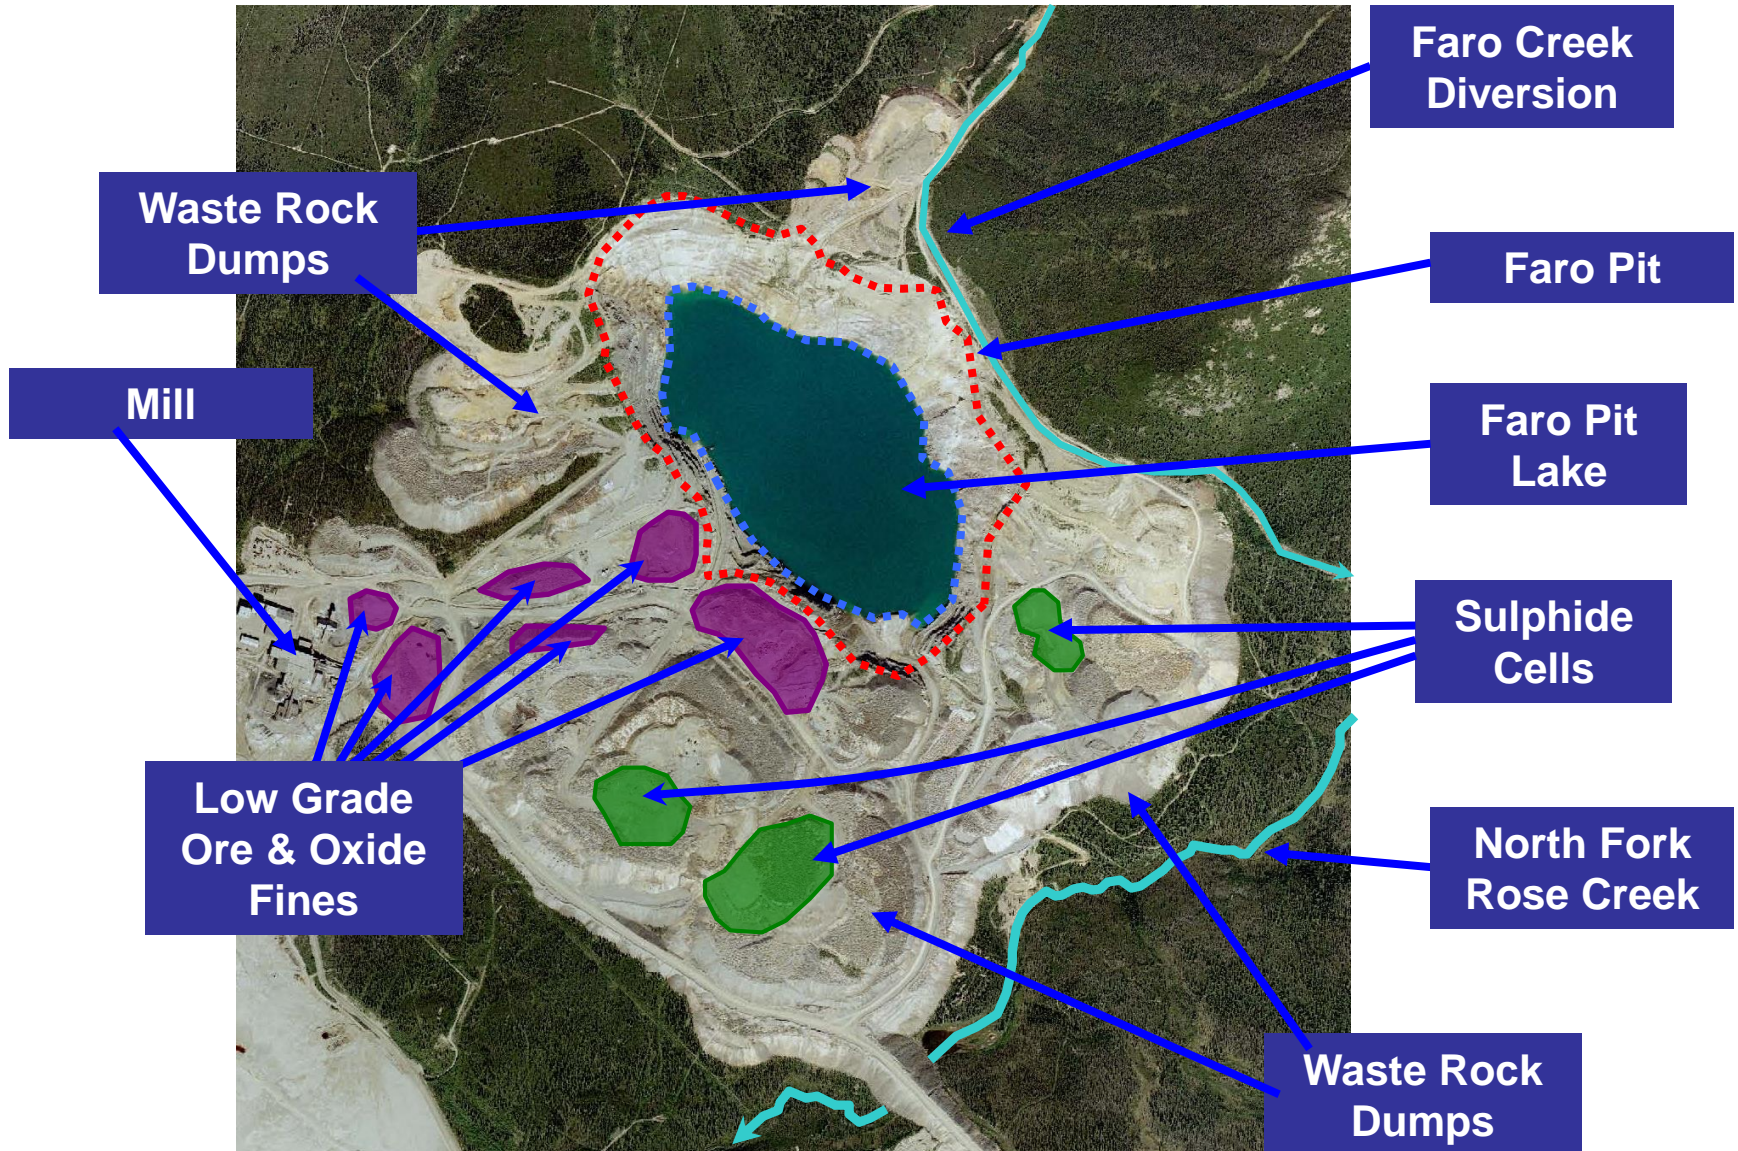 Faro Creek
Diversion
Waste Rock
Dumps
Faro Pit
Mill
Faro Pit
Lake
Sulphide
Cells
Low Grade
Ore & Oxide
Fines
North Fork
Rose Creek
Waste Rock
Dumps